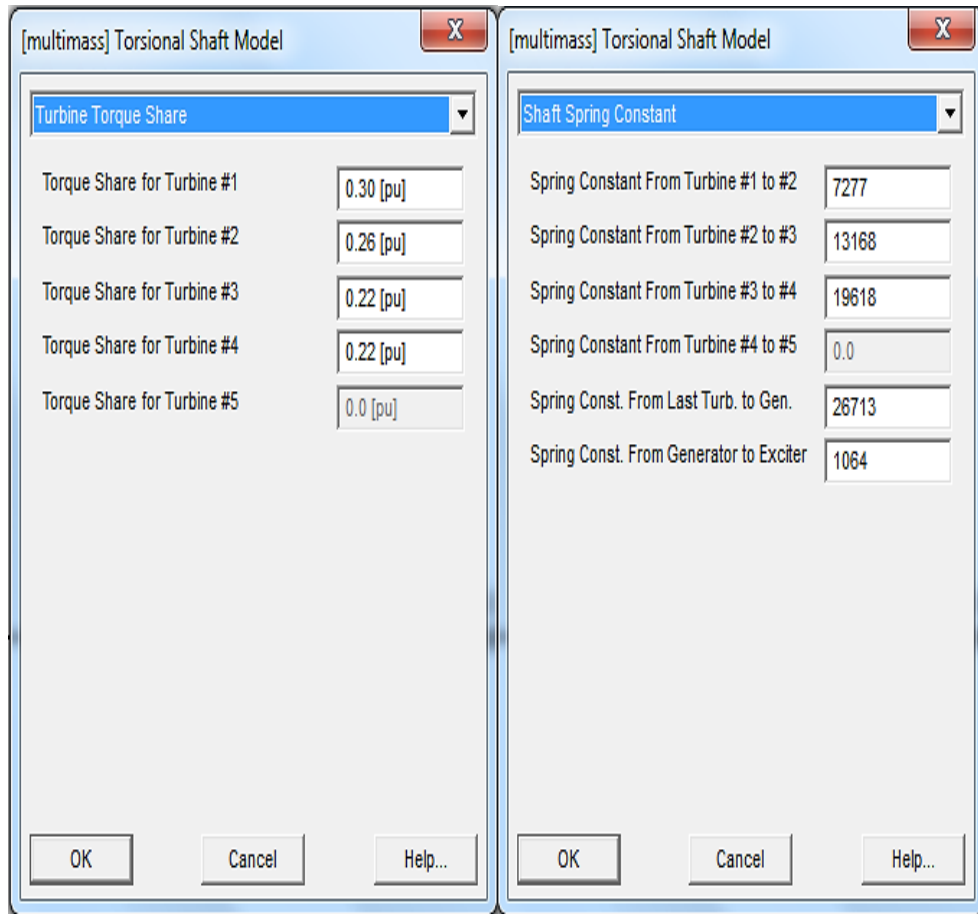 [multimass] Torsional Shaft Model
X
Turbine Torque Share
Torque Share for Turbine #1
0.30 [pu]
Torque Share for Turbine #2
0.26 [pu]
Torque Share for Turbine #3
0.22 [pu]
Torque Share for Turbine #4
0.22 [pu]
Torque Share for Turbine #5
0.0 [pu]
OK
Cancel
Help...
[multimass] Torsional Shaft Model
X
Shaft Spring Constant
Spring Constant From Turbine #1 to #2
7277
Spring Constant From Turbine #2 to #3
13168
Spring Constant From Turbine #3 to #4
19618
Spring Constant From Turbine #4 to #5
0.0
Spring Const. From Last Turb. to Gen.
26713
Spring Const. From Generator to Exciter
1064
OK
Cancel
Help...